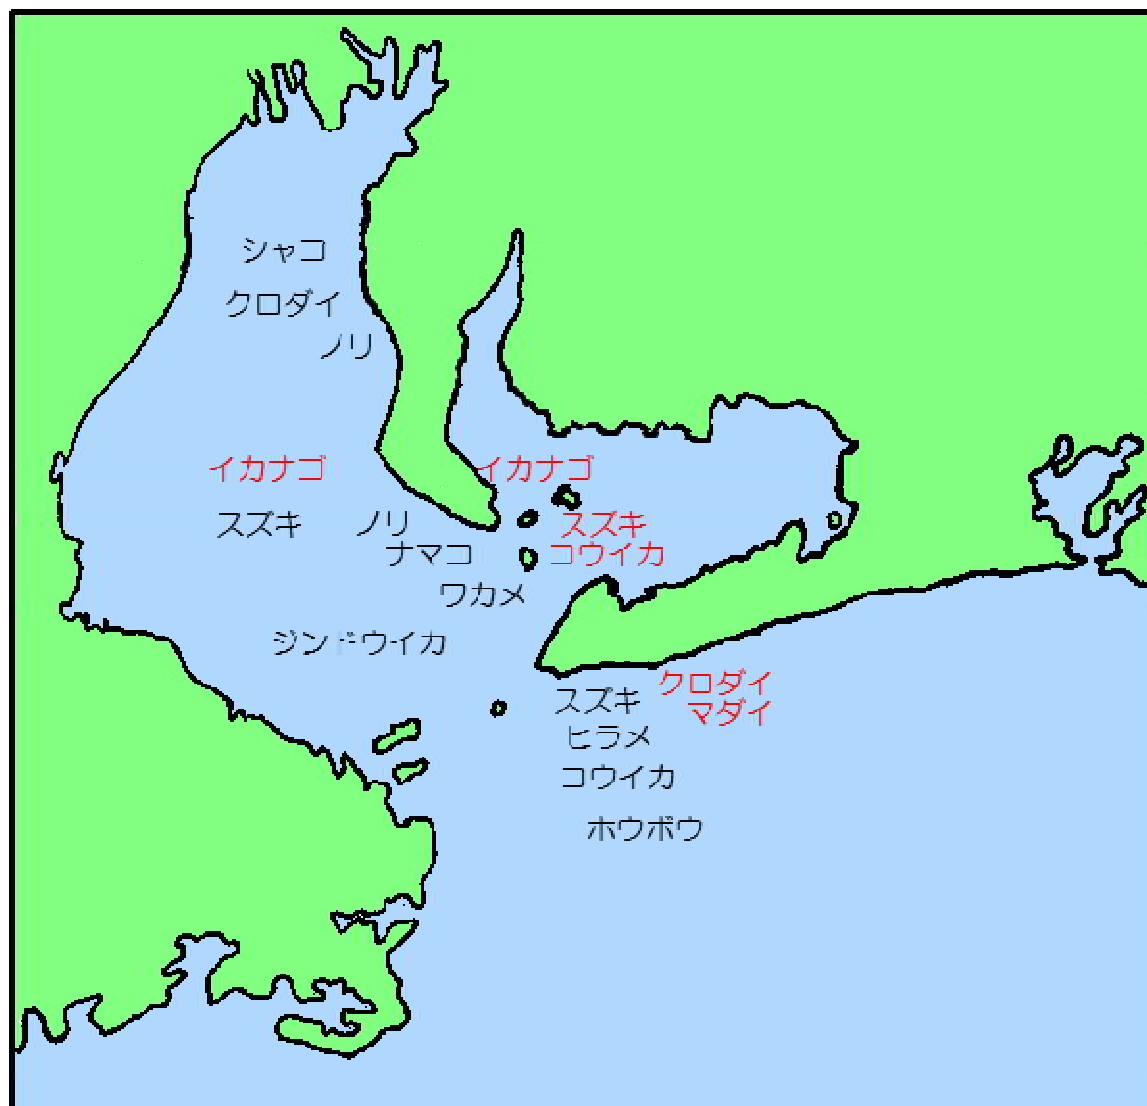 シャコ
クロダイ
ノリ
イカナゴ
イカナゴ
スズキ
ノリ
スズキ
ナマコ
コウイカ
ワカメ
ジンドウイカ
クロダイ
スズキ
マダイ
ヒラメ
コウイカ
ホウボウ